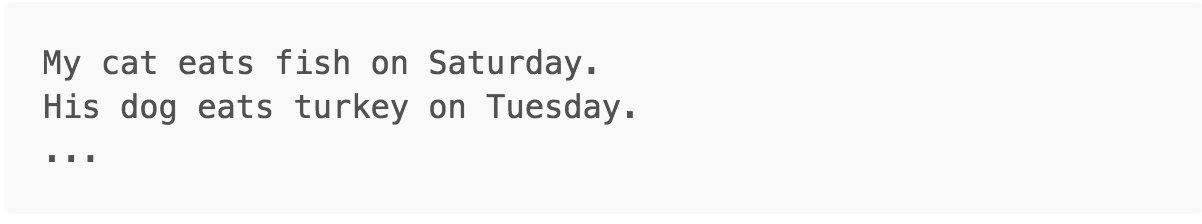 My cat eats fish on Saturday.
His dog eats turkey on Tuesday.
...